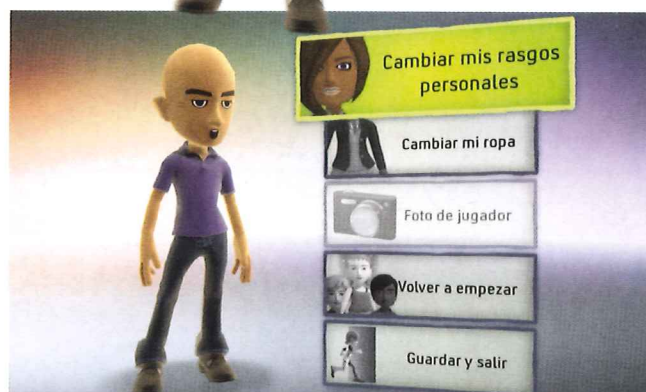 Cambiar mis rasgos
personales
Cambiar mi ropa
Foto de jugador
Volver a empezar
Guardar y salir